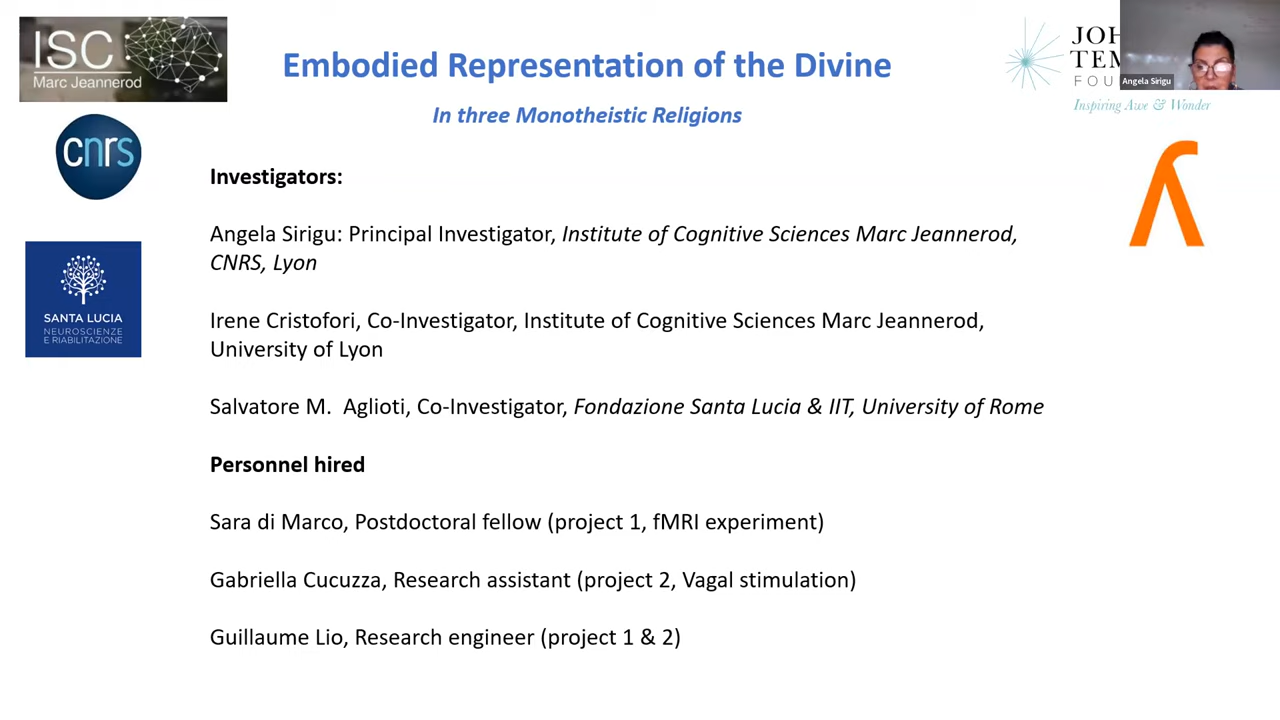 ISC
Marc Jeannerod
Embodied Representation of the Divine
In three Monotheistic Religions
JOH
TEM
FOU
Inspiring Awe & Wonder
Angela Sirigu
cnrs
SANTA LUCIA
NEUROSCIENZE
E RIABILITAZIONE
Investigators:
Angela Sirigu: Principal Investigator, Institute of Cognitive Sciences Marc Jeannerod,
CNRS, Lyon
Irene Cristofori, Co-Investigator, Institute of Cognitive Sciences Marc Jeannerod,
University of Lyon
Salvatore M. Aglioti, Co-Investigator, Fondazione Santa Lucia & IIT, University of Rome
Personnel hired
Sara di Marco, Postdoctoral fellow (project 1, fMRI experiment)
Gabriella Cucuzza, Research assistant (project 2, Vagal stimulation)
Guillaume Lio, Research engineer (project 1 & 2)